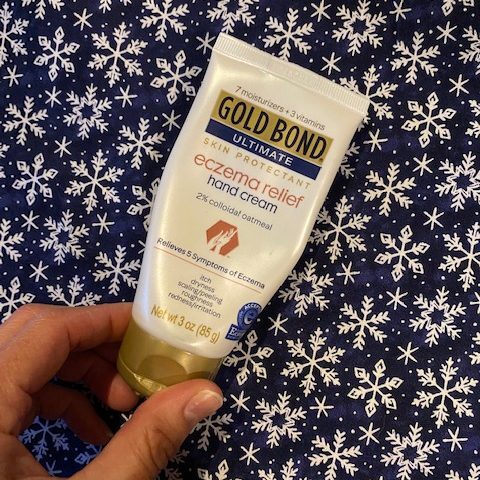 7 moisturizers + 3 vitamins
GOLD BOND.
ULTIMATE
SKIN PROTECTANT
eczema relief
hand cream
2% colloidal oatmeal
Relieves 5 Symptoms of Eczema
itch
dryness
scaling/peeling
roughness
redness/irritation
Net wt 3 oz (85 g)